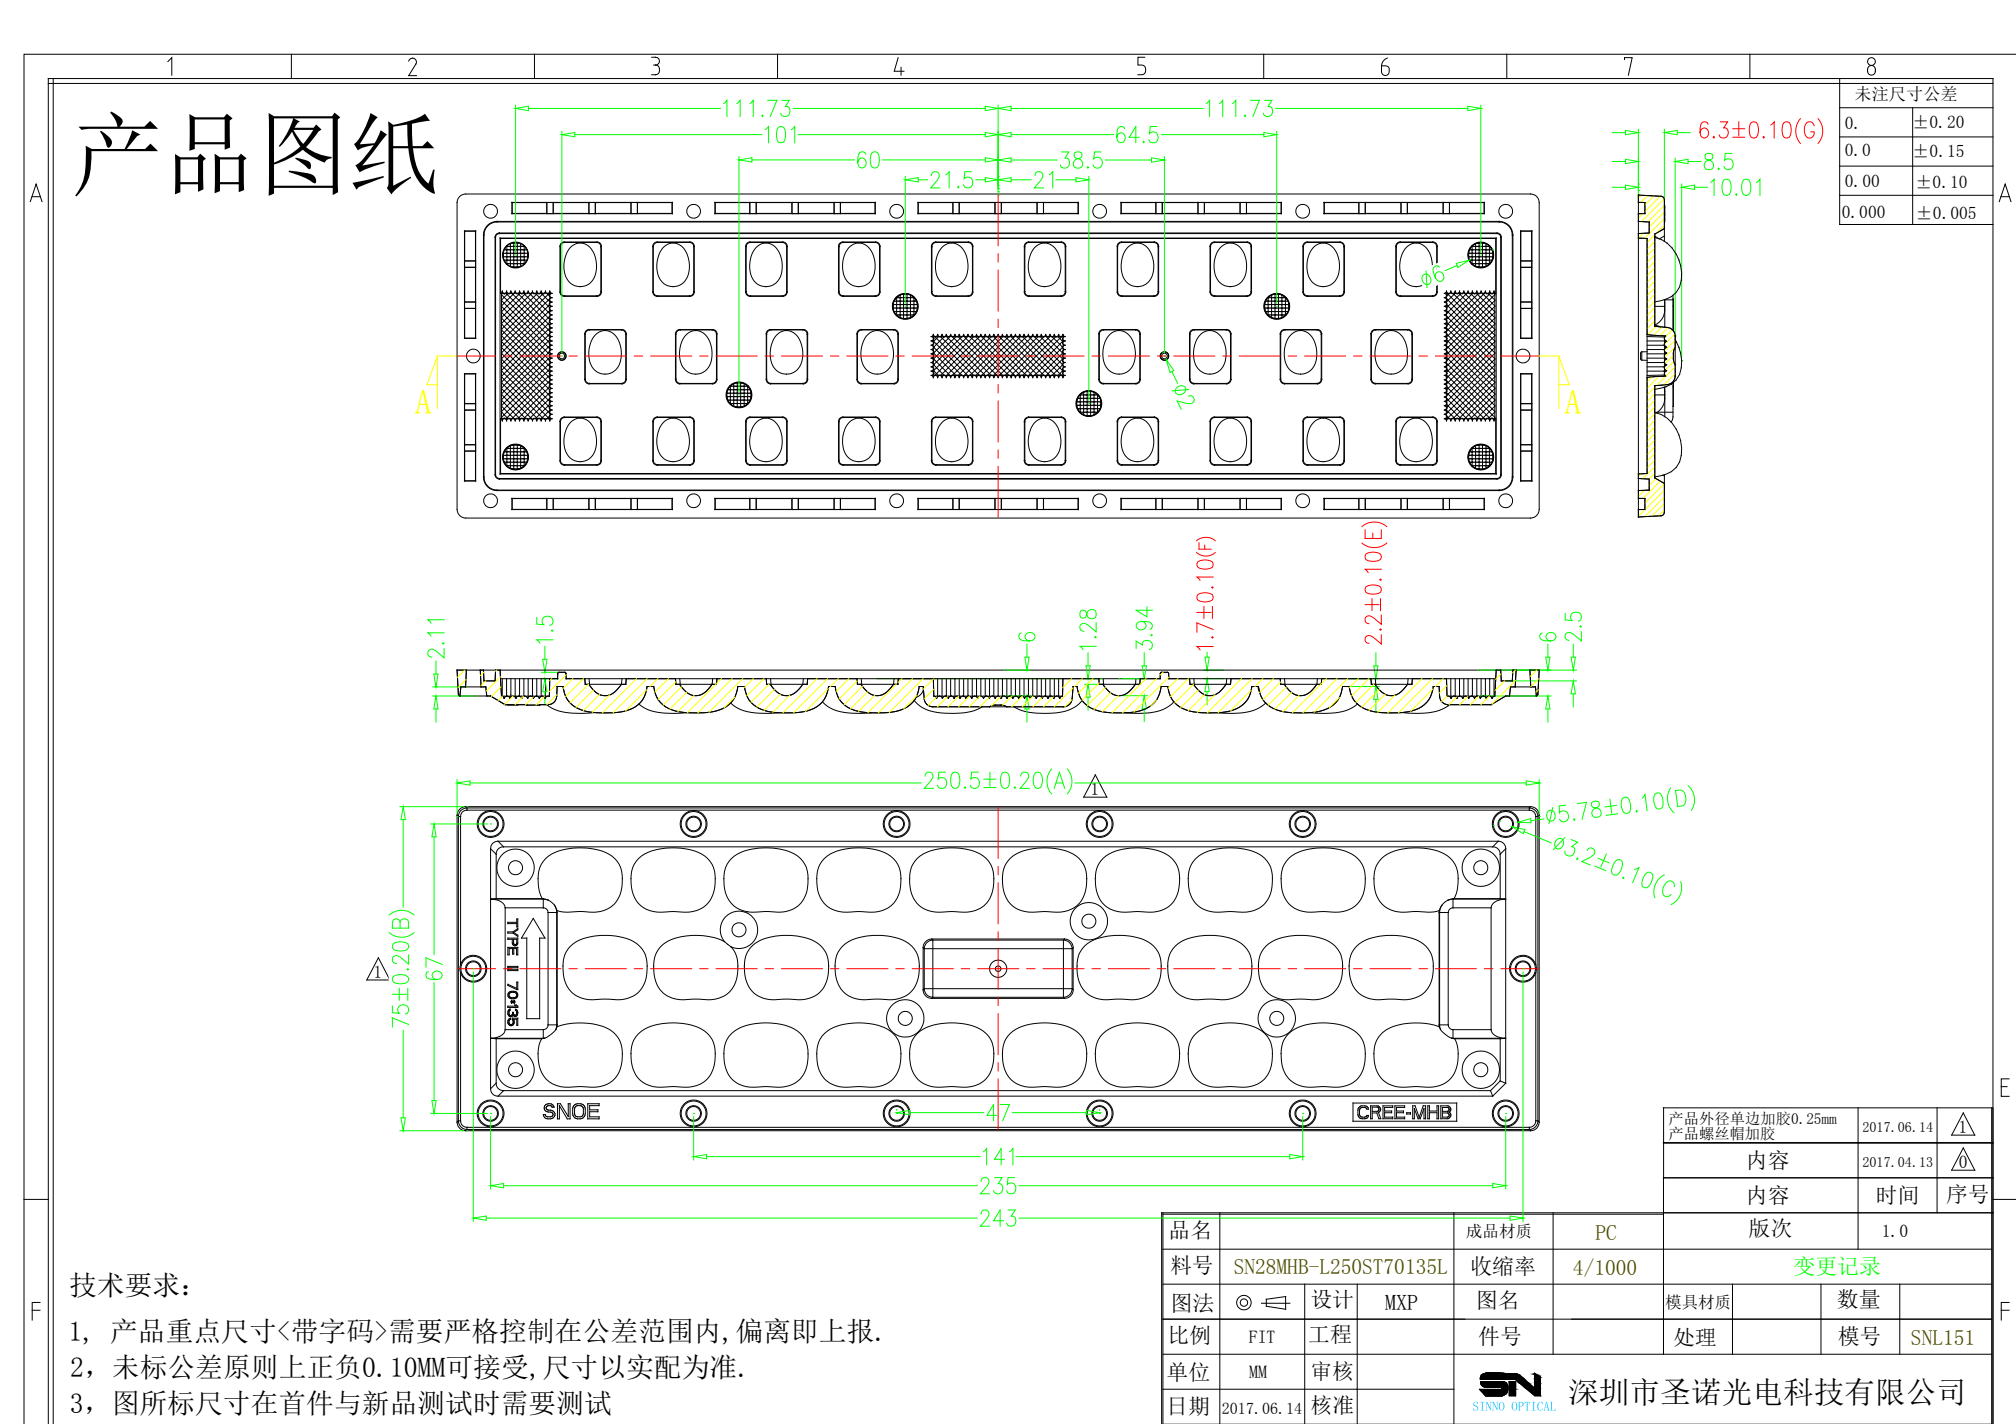 1 2 3 4 5 6 7 8
产品图纸
A
A
未注尺寸公差
0. ±0.20
0.0 ±0.15
0.00 ±0.10
0.000 ±0.005
111.73 111.73
101 64.5
60 38.5
21.5 21
6.3±0.10(G)
8.5
10.01
ø6
ø2
A A
2.11
1.5
6
1.28
3.94
1.7±0.10(F)
2.2±0.10(E)
6
2.5
250.5±0.20(A) 1
ø5.78±0.10(D)
ø3.2±0.10(C)
1 75±0.20(B)
67
TYPE II 70*135
SNOE
47
CREE-MHB
141
235
243
E
F
F
产品外径单边加胶0.25mm
产品螺丝帽加胶 2017.06.14 1
内容 2017.04.13 0
内容 时间 序号
版次 1.0
变更记录
品名 成品材质 PC
料号 SN28MHB-L250ST70135L 收缩率 4/1000
图法 设计 MXP 图名 模具材质 数量
比例 FIT 工程 件号 处理 模号 SNL151
单位 MM 审核
日期 2017.06.14 核准
SN
SINNO OPTICAL
深圳市圣诺光电科技有限公司
技术要求:
1, 产品重点尺寸<带字码>需要严格控制在公差范围内,偏离即上报.
2, 未标公差原则上正负0.10MM可接受,尺寸以实配为准.
3, 图所标尺寸在首件与新品测试时需要测试